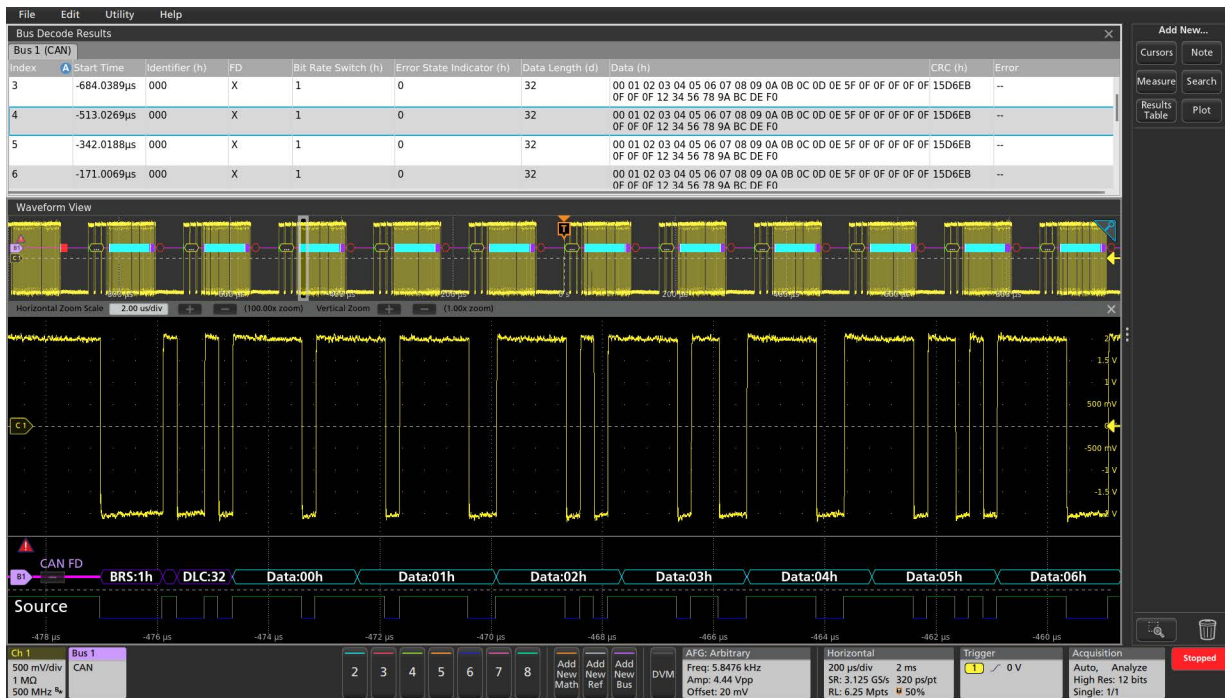 File Edit Utility Help
Bus Decode Results
Bus 1 (CAN)
Index Start Time Identifier (h) FD Bit Rate Switch (h) Error State Indicator (h) Data Length (d) Data (h) CRC (h) Error
3 -684.0389µs 000 X 1 0 32 00 01 02 03 04 05 06 07 08 09 0A 0B 0C 0D 0E 5F 0F 0F 0F 0F 0F 15D6EB --
0F 0F 0F 12 34 56 78 9A BC DE F0
4 -513.0269µs 000 X 1 0 32 00 01 02 03 04 05 06 07 08 09 0A 0B 0C 0D 0E 5F 0F 0F 0F 0F 0F 15D6EB --
0F 0F 0F 12 34 56 78 9A BC DE F0
5 -342.0188µs 000 X 1 0 32 00 01 02 03 04 05 06 07 08 09 0A 0B 0C 0D 0E 5F 0F 0F 0F 0F 0F 15D6EB --
0F 0F 0F 12 34 56 78 9A BC DE F0
6 -171.0069µs 000 X 1 0 32 00 01 02 03 04 05 06 07 08 09 0A 0B 0C 0D 0E 5F 0F 0F 0F 0F 0F 15D6EB --
0F 0F 0F 12 34 56 78 9A BC DE F0
Add New...
Cursors Note
Measure Search
Results
Table
Plot
Waveform View
T
B1
C1
Horizontal Zoom Scale 2.00 us/div + − (100.00x zoom) Vertical Zoom + − (1.00x zoom)
1.5 V
1 V
500 mV
C 1
-500 mV
-1 V
-1.5 V
CAN FD
B1 BRS:1h DLC:32 Data:00h Data:01h Data:02h Data:03h Data:04h Data:05h Data:06h
Source
-478 µs -476 µs -474 µs -472 µs -470 µs -468 µs -466 µs -464 µs -462 µs -460 µs
Ch 1
500 mV/div
1 MΩ
500 MHz
Bus 1
CAN
2 3 4 5 6 7 8
Add
New
Math
Add
New
Ref
Add
New
Bus
DVM
AFG: Arbitrary
Freq: 5.8476 kHz
Amp: 4.44 Vpp
Offset: 20 mV
Horizontal
200 µs/div 2 ms
SR: 3.125 GS/s 320 ps/pt
RL: 6.25 Mpts 50%
Trigger
1 0 V
Acquisition
Auto, Analyze
High Res: 12 bits
Single: 1/1
Stopped